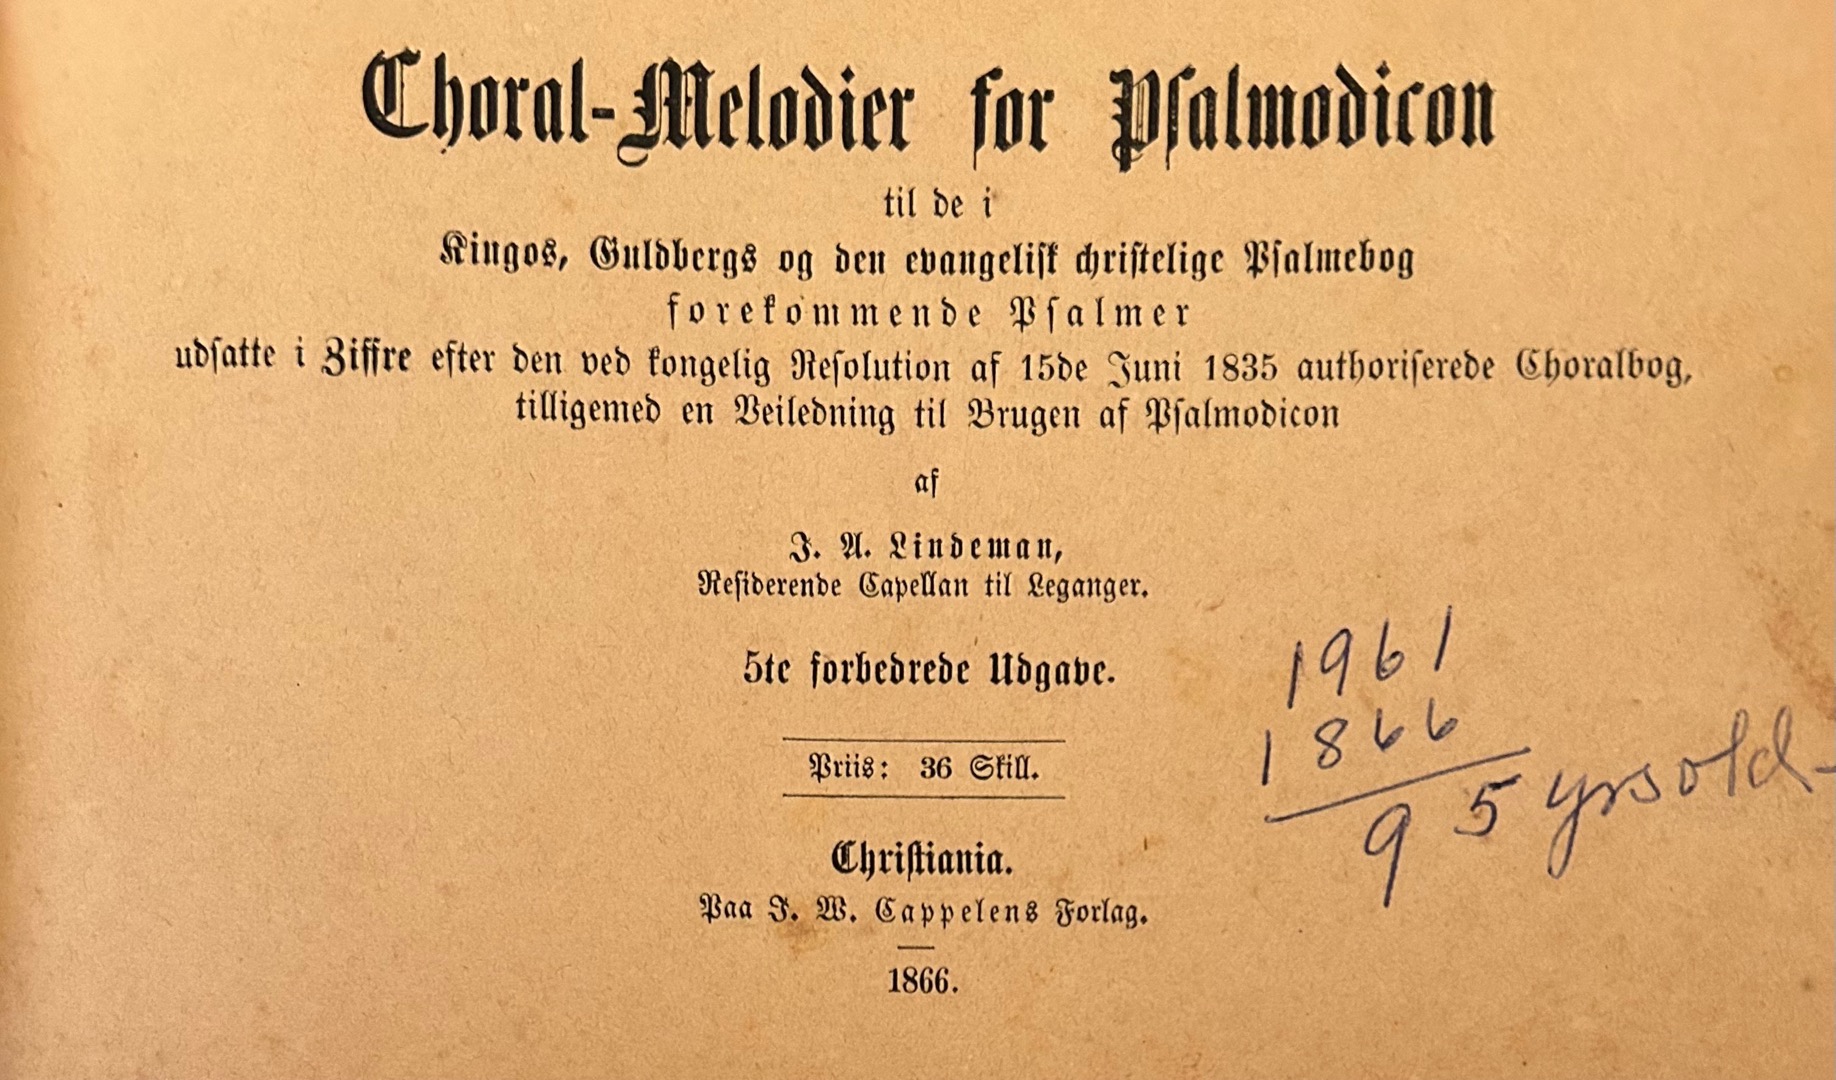 Choral-Melodier for Psalmodicon
til de i
Kingos, Guldbergs og den evangelisk christelige Psalmebog
forekommende Psalmer
udsatte i Ziffre efter den ved kongelig Resolution af 15de Juni 1835 authoriserede Choralbog,
tilligemed en Veiledning til Brugen af Psalmodicon
af
J. A. Lindeman,
Residerende Capellan til Leganger.
5te forbedrede Udgave.
Priis: 36 Skill.
Christiania.
Paa J. W. Cappelens Forlag.
1866.
1961
1866
95 yrs old-